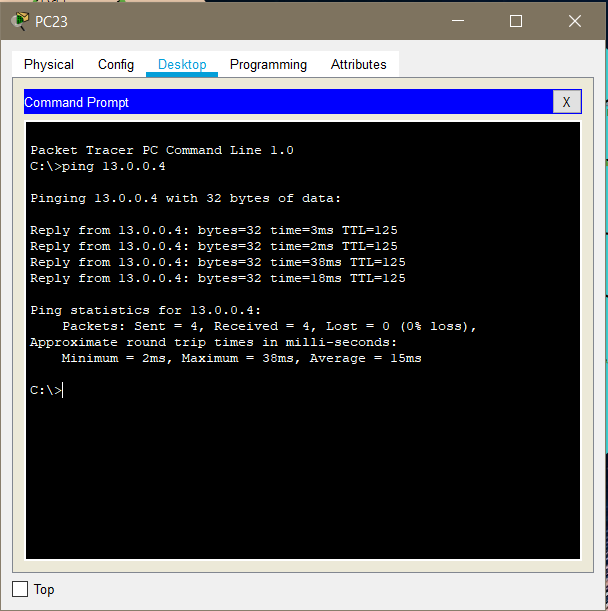 PC23
Physical Config Desktop Programming Attributes
Command Prompt X
Packet Tracer PC Command Line 1.0
C:\>ping 13.0.0.4
Pinging 13.0.0.4 with 32 bytes of data:
Reply from 13.0.0.4: bytes=32 time=3ms TTL=125
Reply from 13.0.0.4: bytes=32 time=2ms TTL=125
Reply from 13.0.0.4: bytes=32 time=38ms TTL=125
Reply from 13.0.0.4: bytes=32 time=18ms TTL=125
Ping statistics for 13.0.0.4:
Packets: Sent = 4, Received = 4, Lost = 0 (0% loss),
Approximate round trip times in milli-seconds:
Minimum = 2ms, Maximum = 38ms, Average = 15ms
C:\>
Top